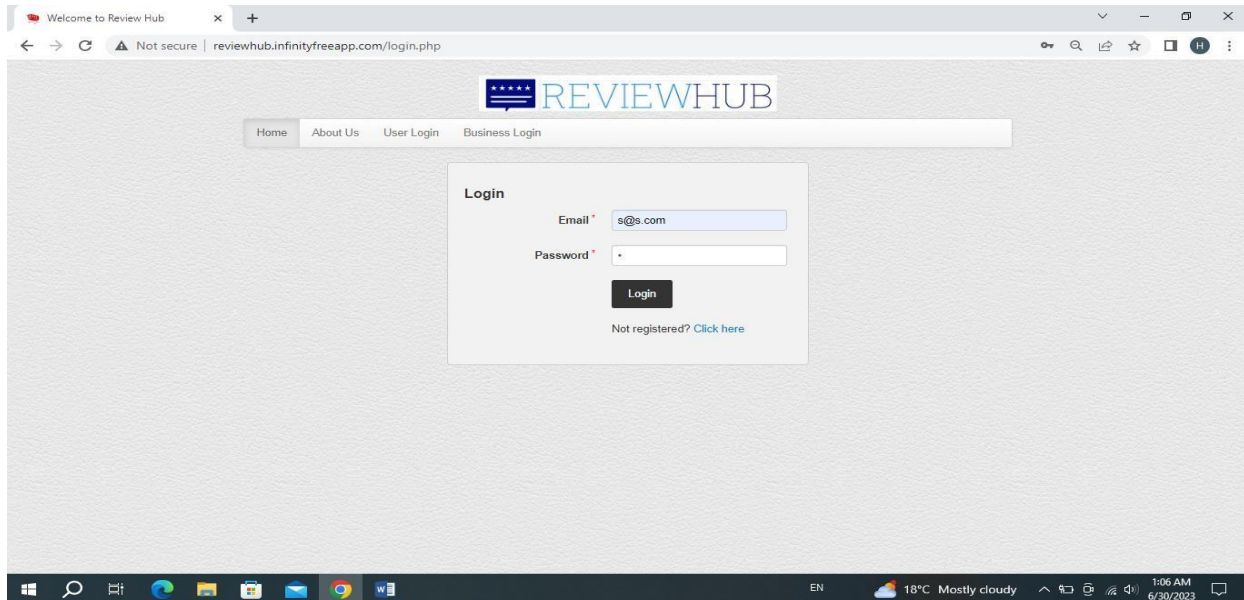 Welcome to Review Hub
Not secure | reviewhub.infinityfreeapp.com/login.php
H
REVIEWHUB
Home About Us User Login Business Login
Login
Email * s@s.com
Password * •
Login
Not registered? Click here
EN 18°C Mostly cloudy 1:06 AM
6/30/2023